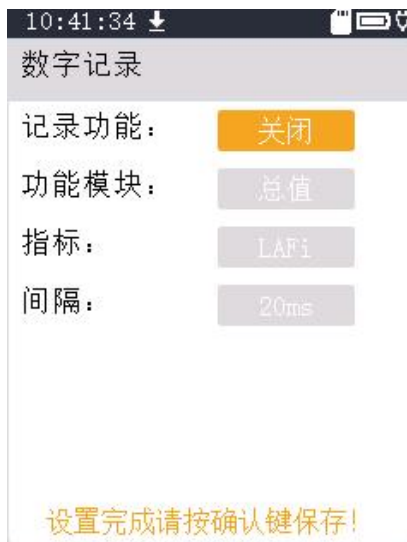 10:41:34
数字记录
记录功能： 关闭
功能模块： 总值
指标： LAFi
间隔： 20ms
设置完成请按确认键保存！